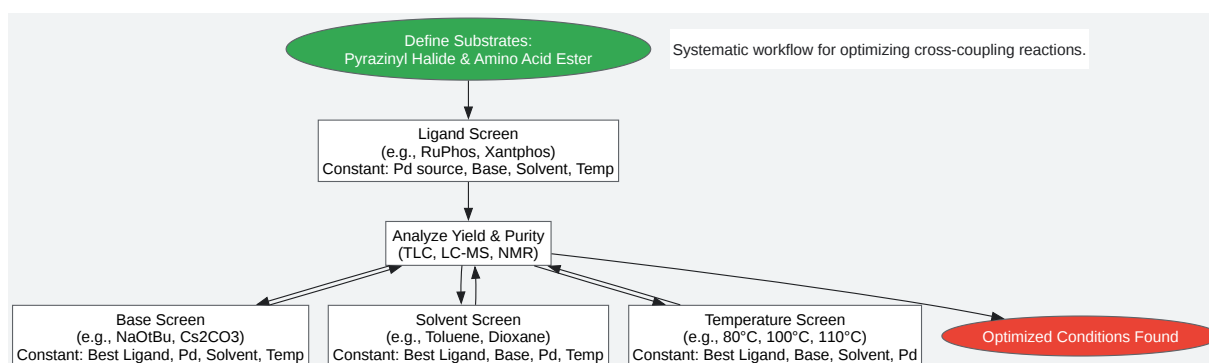 Define Substrates:
Pyrazinyl Halide & Amino Acid Ester
Systematic workflow for optimizing cross-coupling reactions.
Ligand Screen
(e.g., RuPhos, Xantphos)
Constant: Pd source, Base, Solvent, Temp
Analyze Yield & Purity
(TLC, LC-MS, NMR)
Base Screen
(e.g., NaOtBu, Cs2CO3)
Constant: Best Ligand, Pd, Solvent, Temp
Solvent Screen
(e.g., Toluene, Dioxane)
Constant: Best Ligand, Base, Pd, Temp
Temperature Screen
(e.g., 80°C, 100°C, 110°C)
Constant: Best Ligand, Base, Solvent, Pd
Optimized Conditions Found